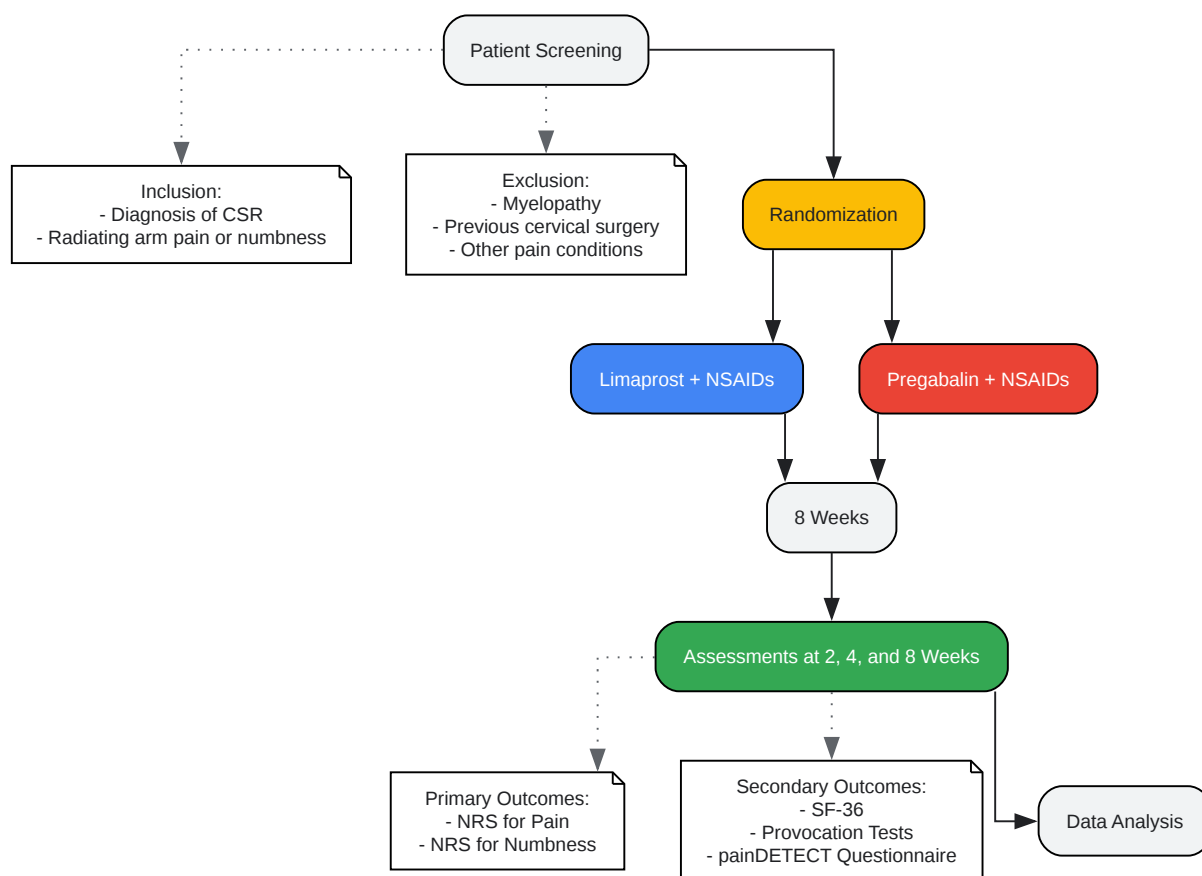 Patient Screening
Inclusion:
- Diagnosis of CSR
- Radiating arm pain or numbness
Exclusion:
- Myelopathy
- Previous cervical surgery
- Other pain conditions
Randomization
Limaprost + NSAIDs
Pregabalin + NSAIDs
8 Weeks
Assessments at 2, 4, and 8 Weeks
Primary Outcomes:
- NRS for Pain
- NRS for Numbness
Secondary Outcomes:
- SF-36
- Provocation Tests
- painDETECT Questionnaire
Data Analysis